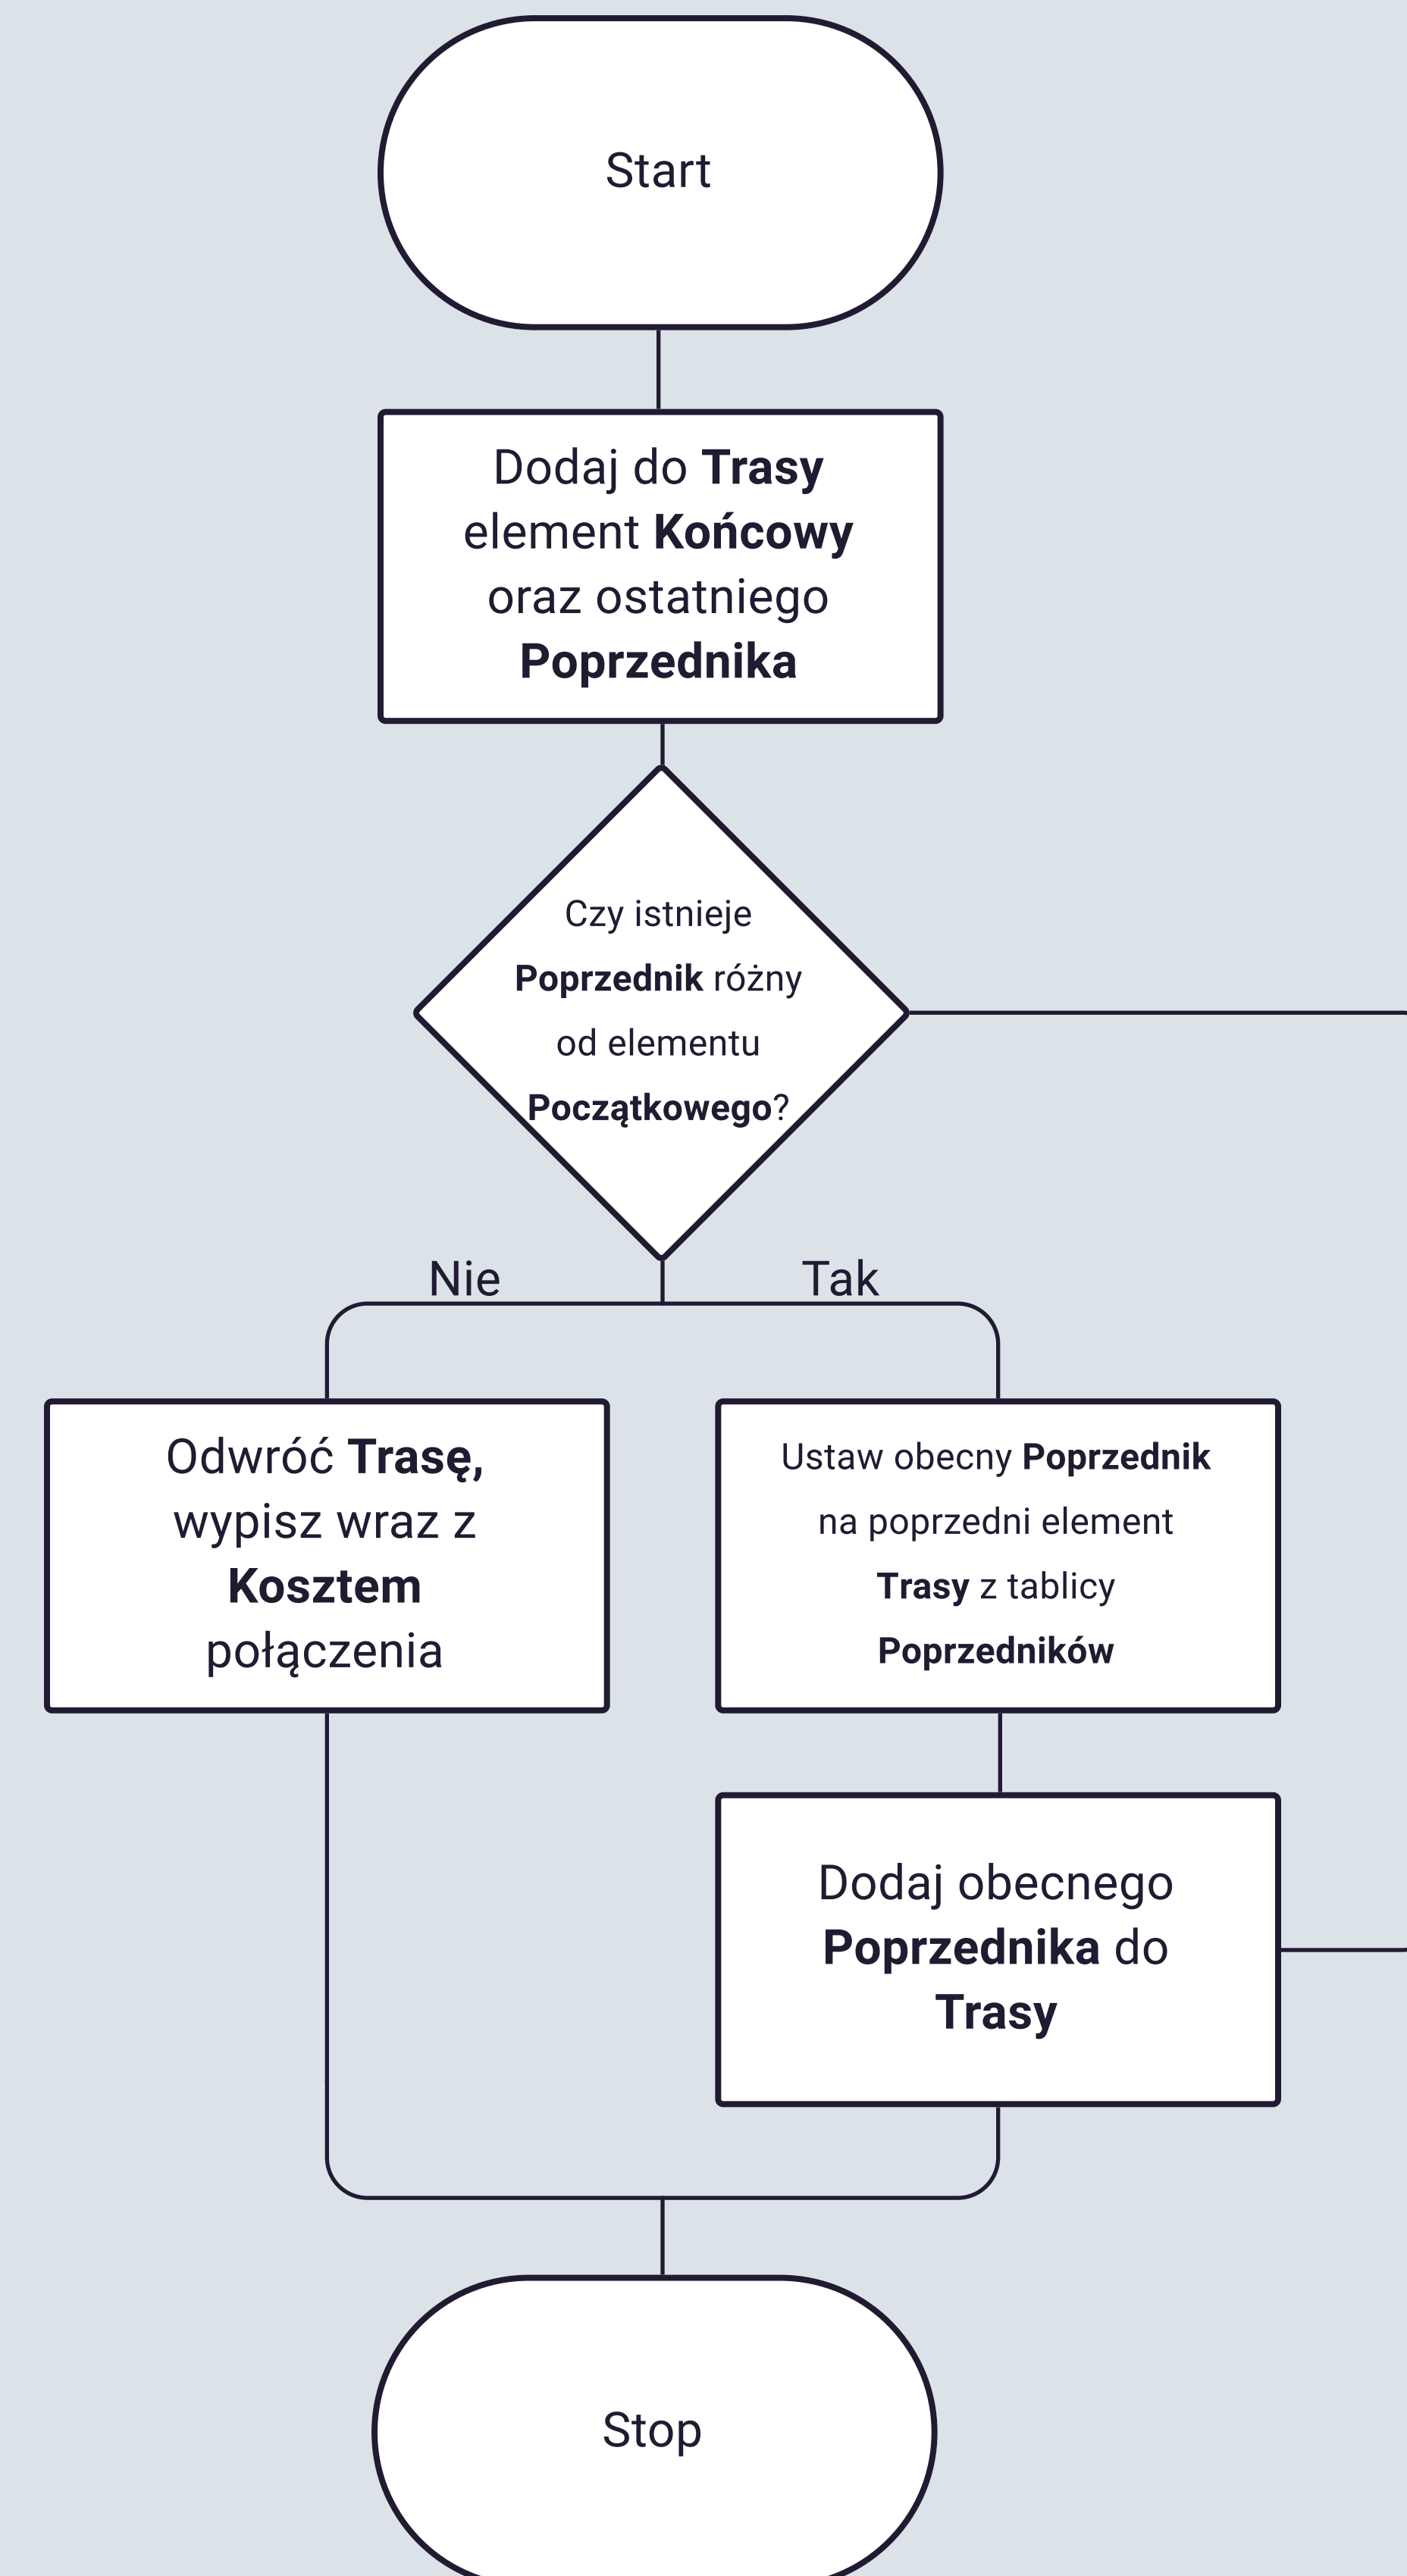 Start
Dodaj do Trasy
element Końcowy
oraz ostatniego
Poprzednika
Czy istnieje
Poprzednik różny
od elementu
Początkowego?
Nie
Tak
Odwróć Trasę,
wypisz wraz z
Kosztem
połączenia
Ustaw obecny Poprzednik
na poprzedni element
Trasy z tablicy
Poprzedników
Dodaj obecnego
Poprzednika do
Trasy
Stop